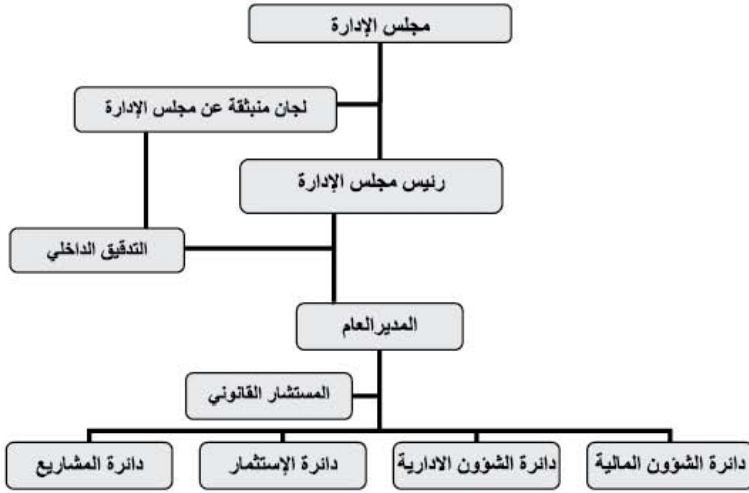 مجلس الإدارة
لجان منبثقة عن مجلس الإدارة
رئيس مجلس الإدارة
التدقيق الداخلي
المديرالعام
المستشار القانوني
دائرة الشؤون المالية
دائرة الشؤون الادارية
دائرة الإستثمار
دائرة المشاريع